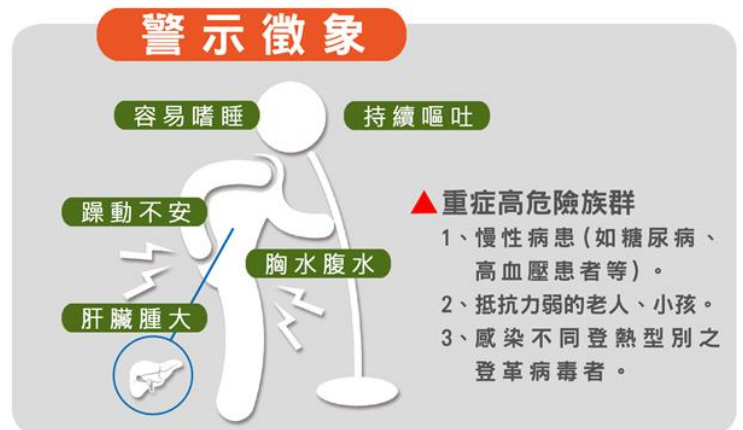 警示徵象
容易嗜睡
持續嘔吐
躁動不安
胸水腹水
肝臟腫大
▲重症高危險族群
1、慢性病患(如糖尿病、
高血壓患者等)。
2、抵抗力弱的老人、小孩。
3、感染不同登熱型別之
登革病毒者。